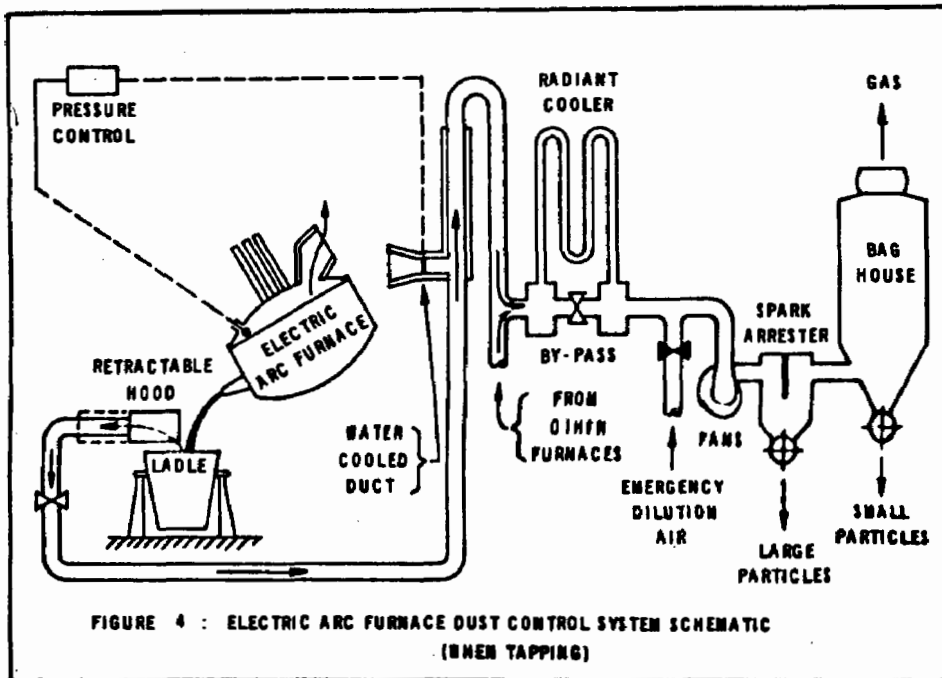 PRESSURE
CONTROL
RADIANT
COOLER
GAS
BAG
HOUSE
ELECTRIC
ARC FURNACE
SPARK
ARRESTER
RETRACTABLE
HOOD
BY-PASS
LADLE
WATER
COOLED
DUCT
FROM
OIHEN
FURNACES
FANS
EMERGENCY
DILUTION
AIR
SMALL
PARTICLES
LARGE
PARTICLES
FIGURE 4 : ELECTRIC ARC FURNACE DUST CONTROL SYSTEM SCHEMATIC
(WHEN TAPPING)